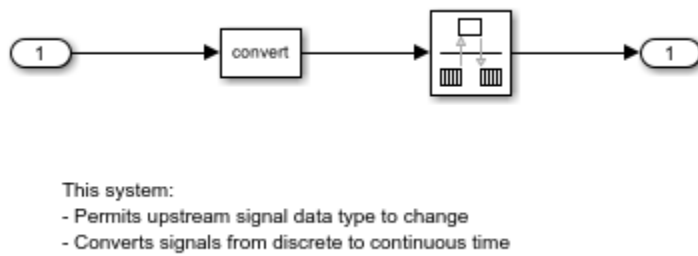 1
convert
1
This system:
- Permits upstream signal data type to change
- Converts signals from discrete to continuous time